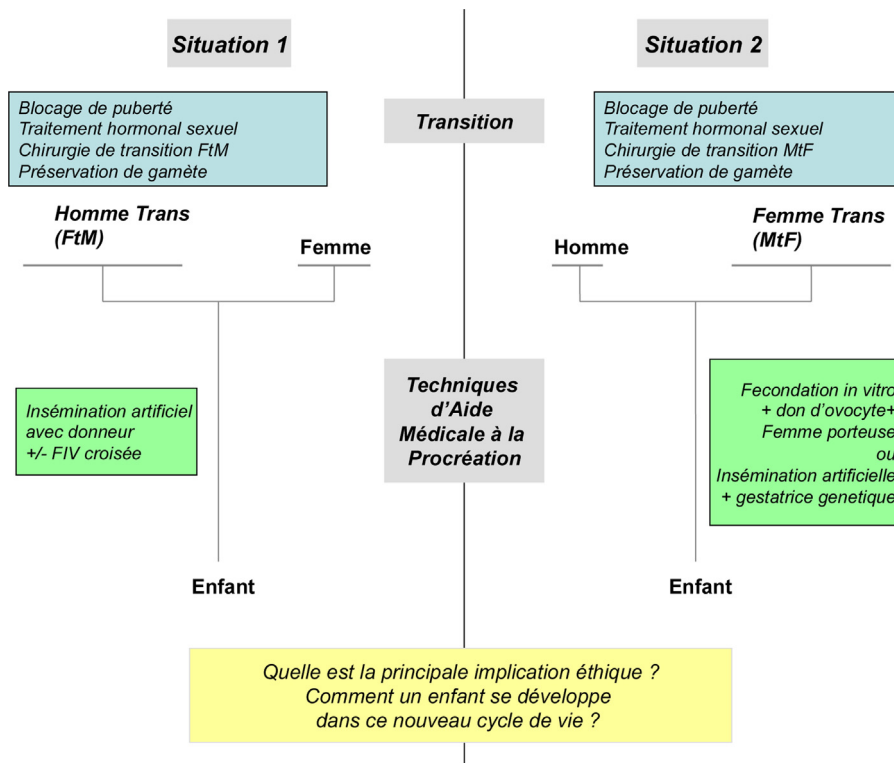 Situation 1
Situation 2
Blocage de puberté
Traitement hormonal sexuel
Chirurgie de transition FtM
Préservation de gamète
Transition
Blocage de puberté
Traitement hormonal sexuel
Chirurgie de transition MtF
Préservation de gamète
Homme Trans
(FtM)
Femme
Homme
Femme Trans
(MtF)
Insémination artificiel
avec donneur
+/- FIV croisée
Techniques
d'Aide
Médicale à la
Procréation
Fecondation in vitro
+ don d'ovocyte+
Femme porteuse
ou
Insémination artificielle
+ gestatrice genetique
Enfant
Enfant
Quelle est la principale implication éthique ?
Comment un enfant se développe
dans ce nouveau cycle de vie ?